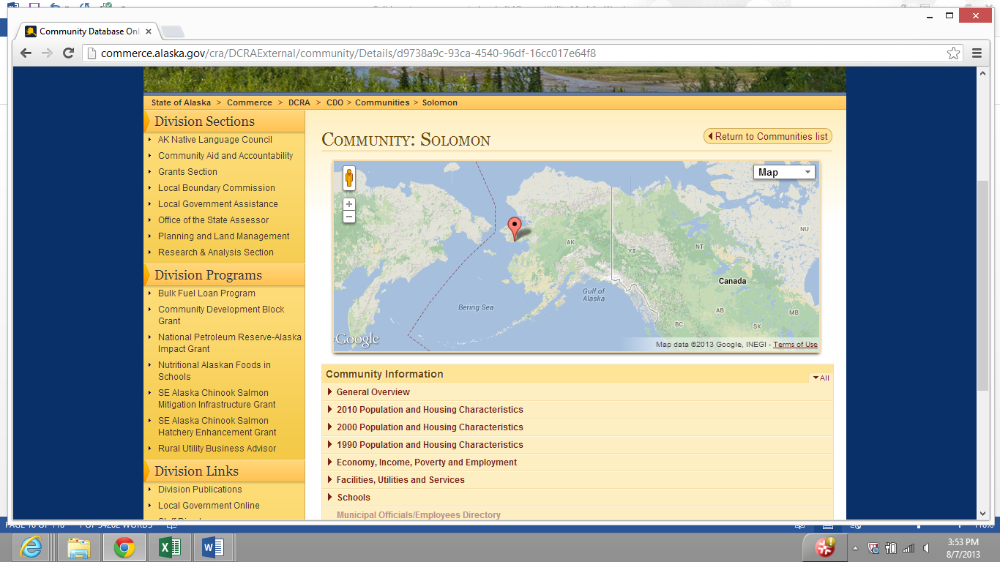 Community Database Onl
commerce.alaska.gov/cra/DCRAExternal/community/Details/d9738a9c-93ca-4540-96df-16cc017e64f8
State of Alaska > Commerce > DCRA > CDO > Communities > Solomon
Division Sections
AK Native Language Council
Community Aid and Accountability
Grants Section
Local Boundary Commission
Local Government Assistance
Office of the State Assessor
Planning and Land Management
Research & Analysis Section
Division Programs
Bulk Fuel Loan Program
Community Development Block
Grant
National Petroleum Reserve-Alaska
Impact Grant
Nutritional Alaskan Foods in
Schools
SE Alaska Chinook Salmon
Mitigation Infrastructure Grant
SE Alaska Chinook Salmon
Hatchery Enhancement Grant
Rural Utility Business Advisor
Division Links
Division Publications
Local Government Online
Community: Solomon
Return to Communities list
Map
NU
AK
YT
NT
Canada
Gulf of
Alaska
Bering Sea
AB
MB
BC
SK
Google
Map data ©2013 Google, INEGI - Terms of Use
Community Information
All
General Overview
2010 Population and Housing Characteristics
2000 Population and Housing Characteristics
1990 Population and Housing Characteristics
Economy, Income, Poverty and Employment
Facilities, Utilities and Services
Schools
Municipal Officials/Employees Directory
3:53 PM
8/7/2013